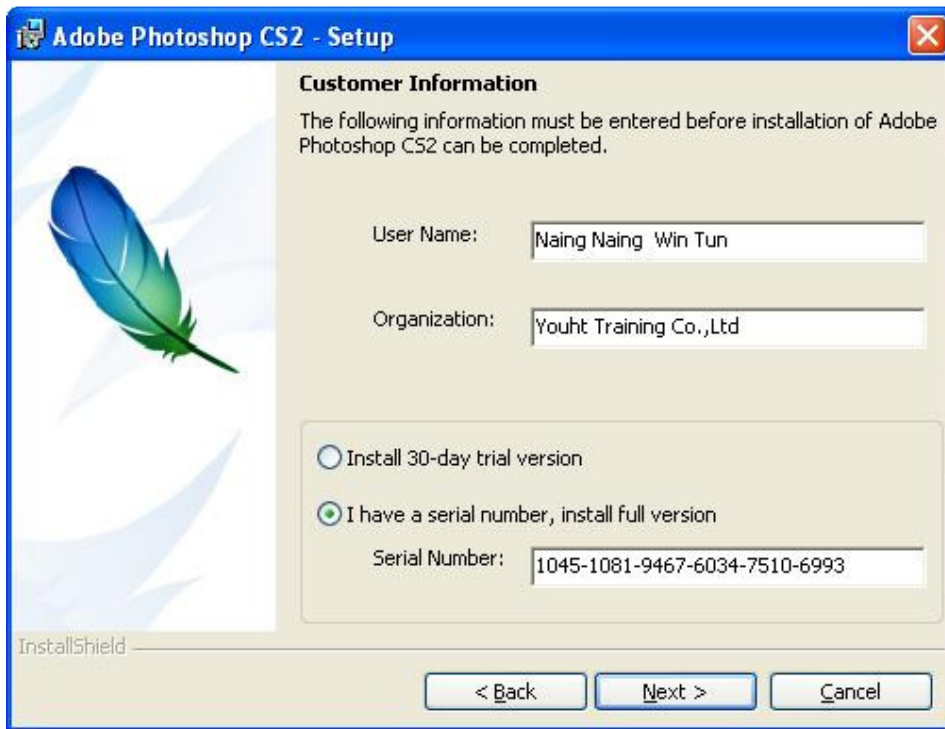 Adobe Photoshop CS2 - Setup
Customer Information
The following information must be entered before installation of Adobe
Photoshop CS2 can be completed.
User Name: Naing Naing  Win Tun
Organization: Youht Training Co.,Ltd
Install 30-day trial version
I have a serial number, install full version
Serial Number: 1045-1081-9467-6034-7510-6993
InstallShield
< Back Next > Cancel